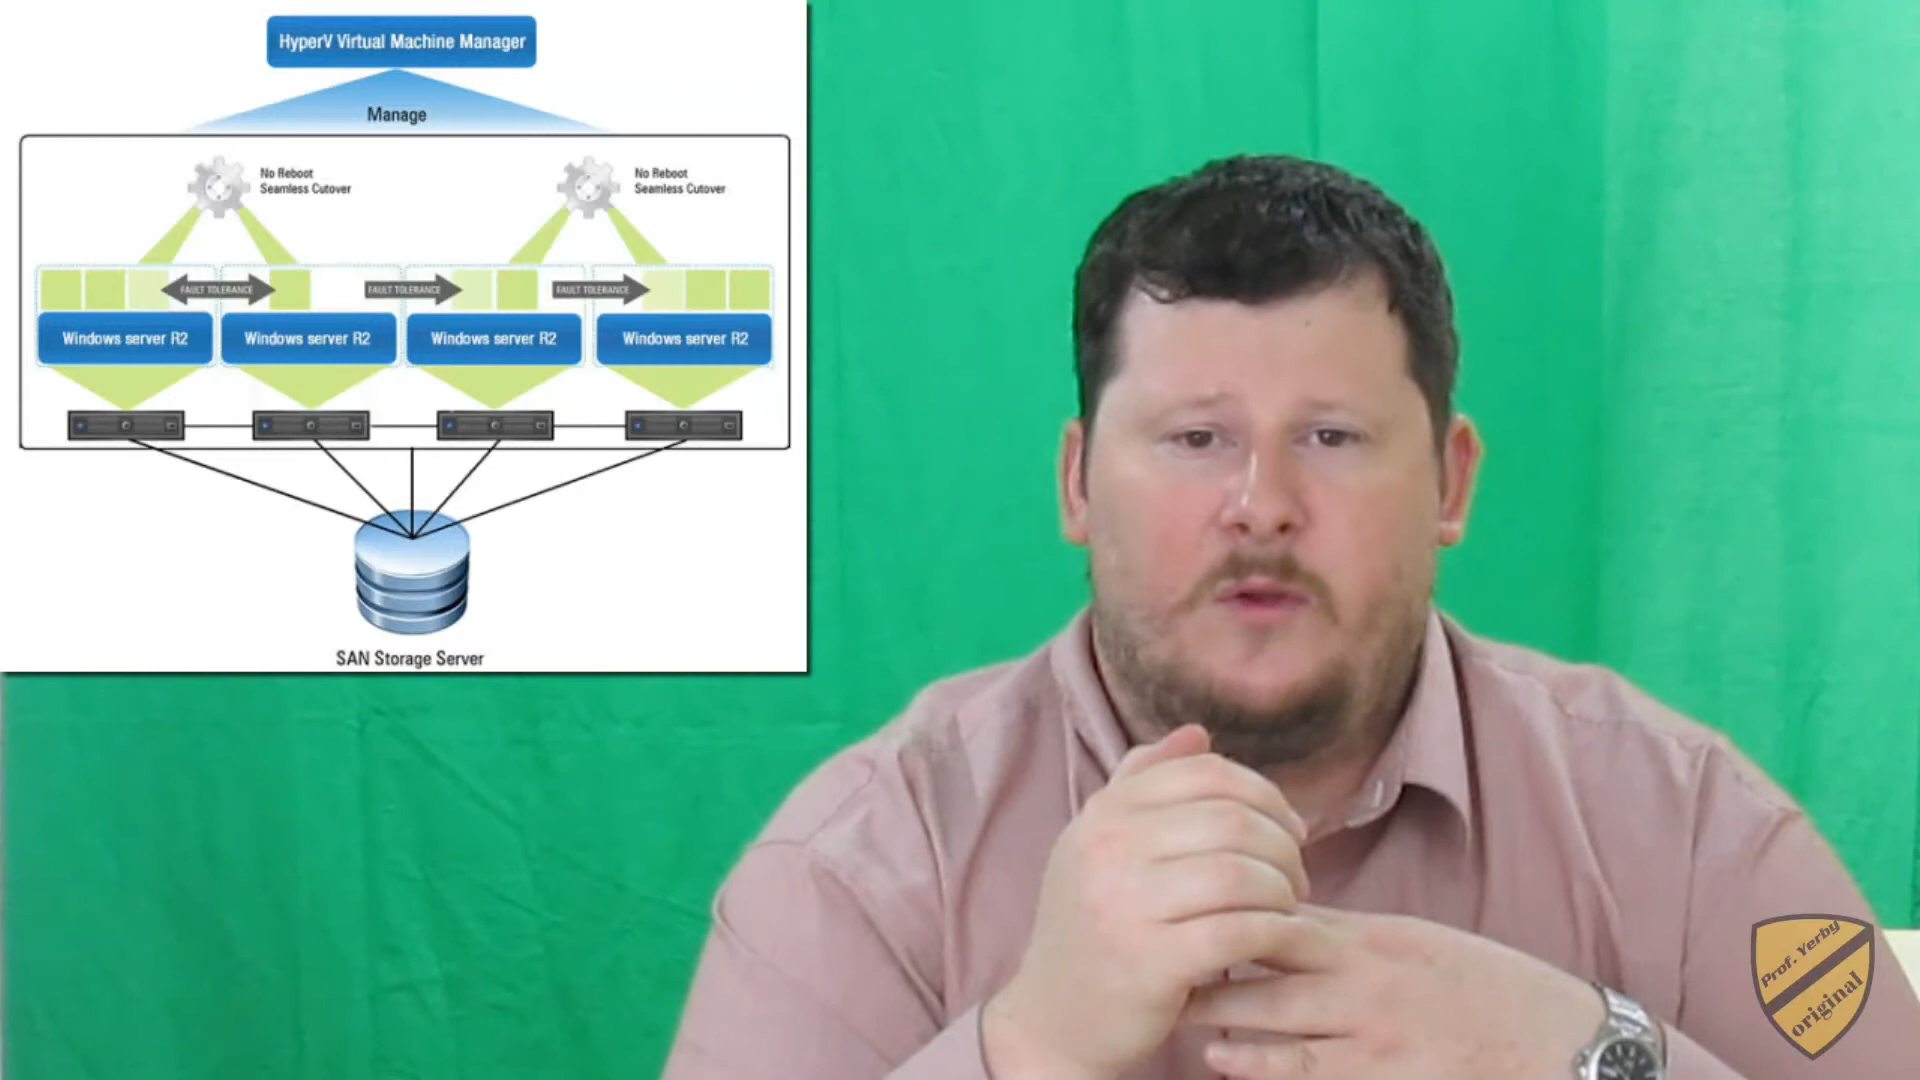 HyperV Virtual Machine Manager
Manage
No Reboot
Seamless Cutover
No Reboot
Seamless Cutover
FAULT TOLERANCE
FAULT TOLERANCE
FAULT TOLERANCE
Windows server R2
Windows server R2
Windows server R2
Windows server R2
SAN Storage Server
Prof. Yerby
original